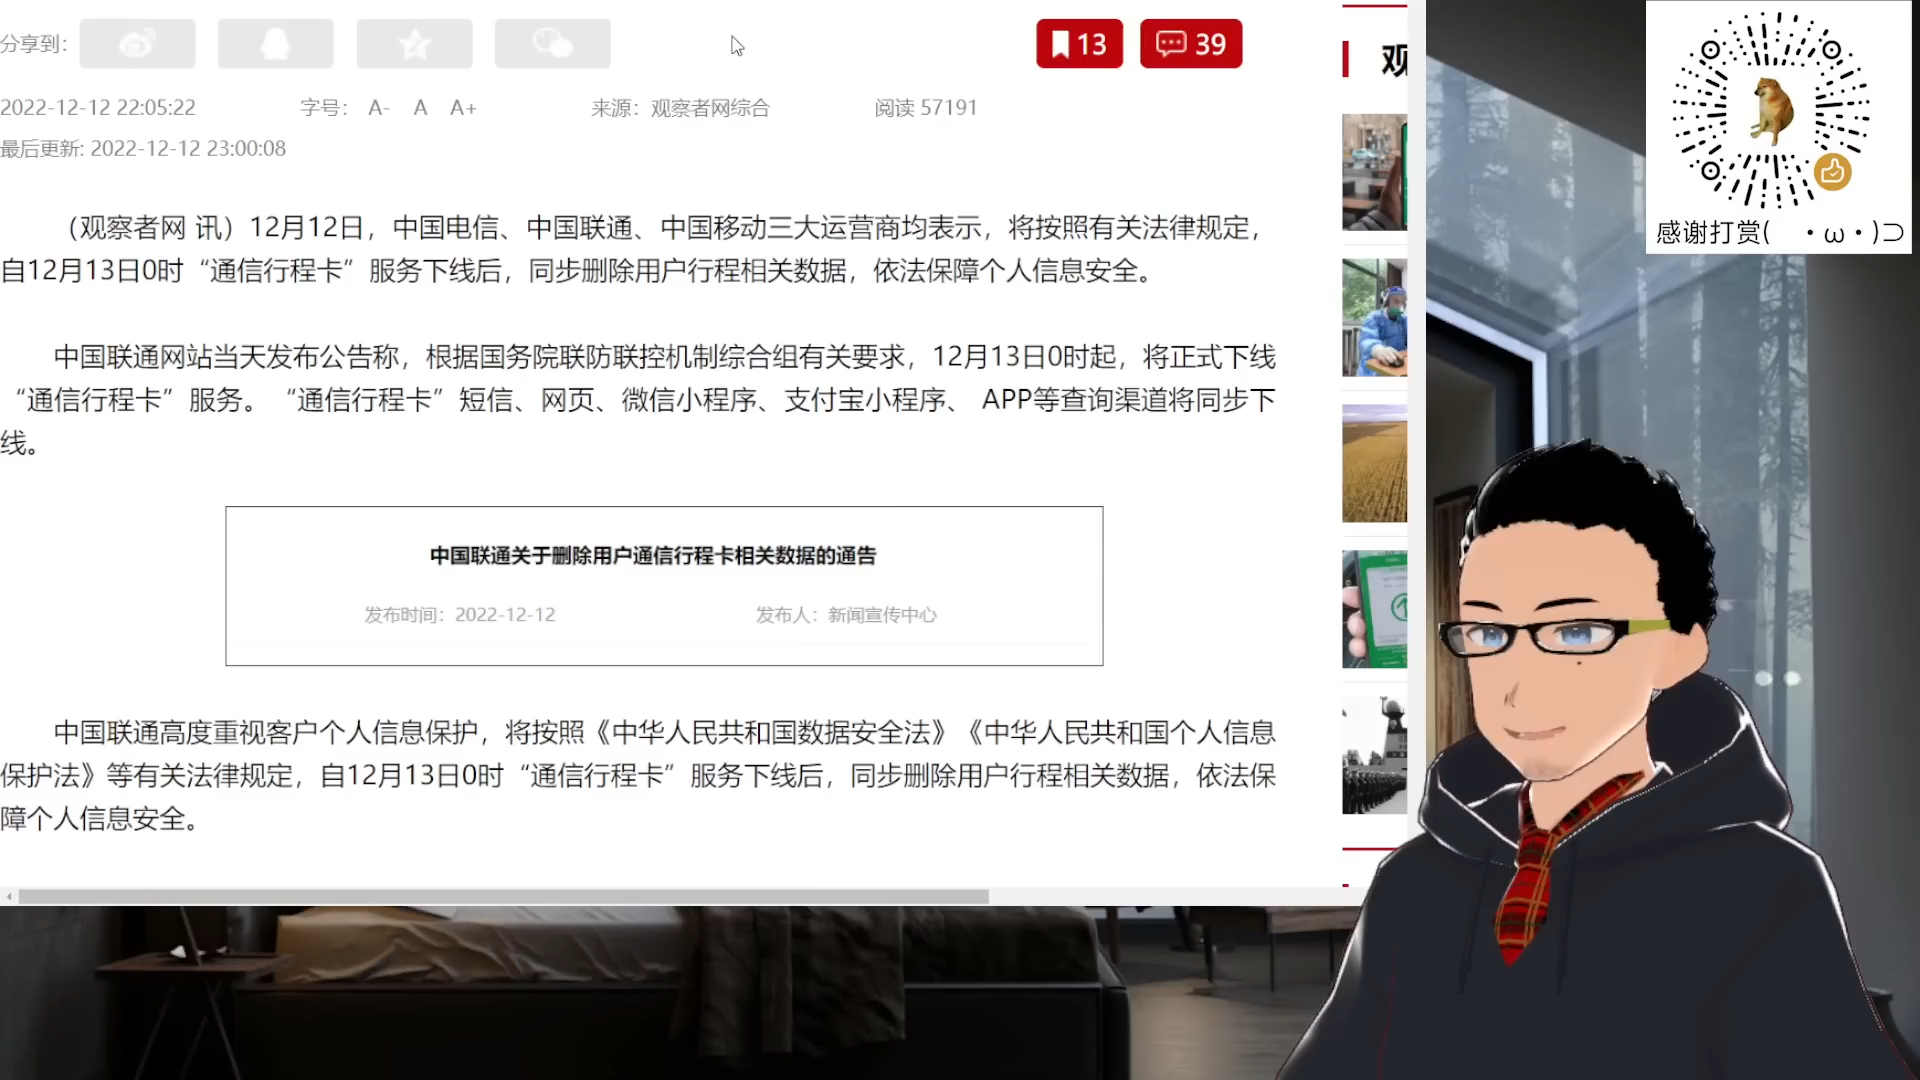 分享到:
13
39
观
2022-12-12 22:05:22 字号： A- A A+ 来源：观察者网综合 阅读 57191
最后更新: 2022-12-12 23:00:08
感谢打赏( ・ω・)⊃
（观察者网 讯）12月12日，中国电信、中国联通、中国移动三大运营商均表示，将按照有关法律规定，
自12月13日0时“通信行程卡”服务下线后，同步删除用户行程相关数据，依法保障个人信息安全。
中国联通网站当天发布公告称，根据国务院联防联控机制综合组有关要求，12月13日0时起，将正式下线
“通信行程卡”服务。“通信行程卡”短信、网页、微信小程序、支付宝小程序、 APP等查询渠道将同步下
线。
中国联通关于删除用户通信行程卡相关数据的通告
发布时间：2022-12-12 发布人：新闻宣传中心
中国联通高度重视客户个人信息保护，将按照《中华人民共和国数据安全法》《中华人民共和国个人信息
保护法》等有关法律规定，自12月13日0时“通信行程卡”服务下线后，同步删除用户行程相关数据，依法保
障个人信息安全。